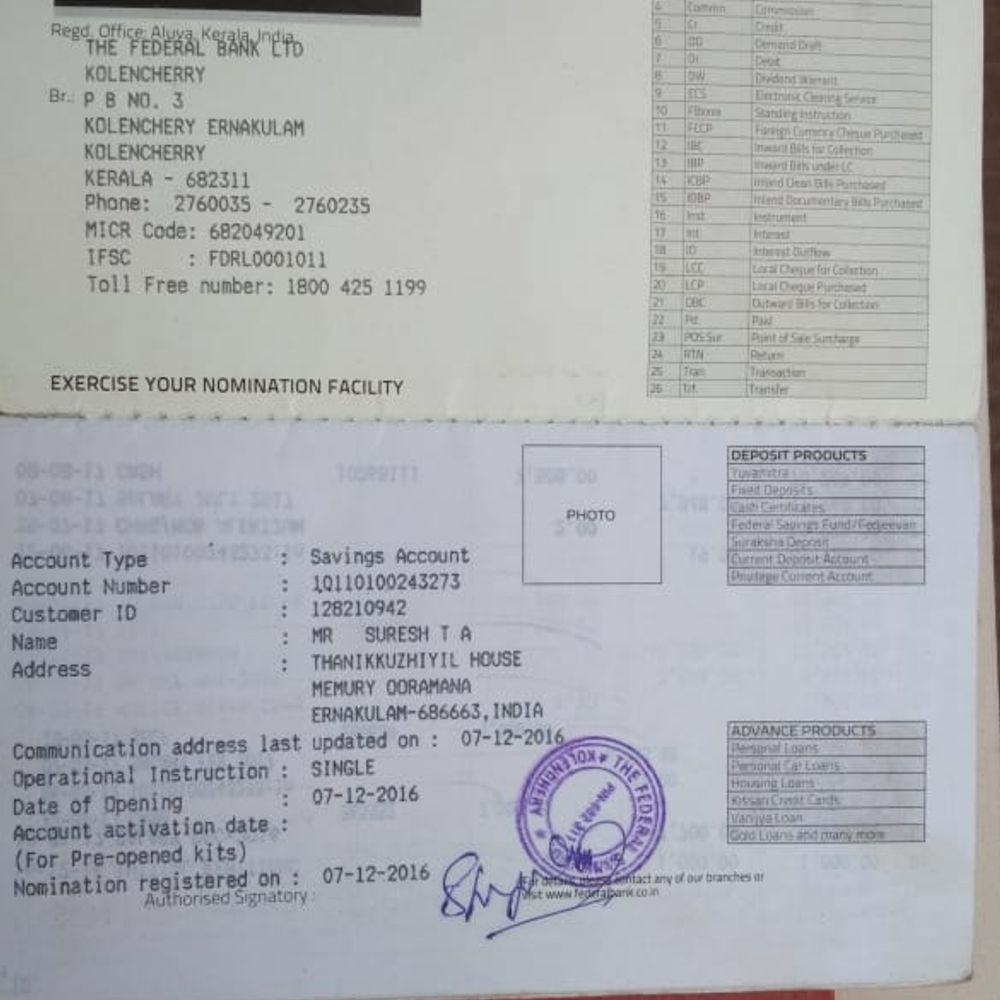 Regd. Office: Aluva, Kerala, India
THE FEDERAL BANK LTD
KOLENCHERRY
Br.: P B NO. 3
KOLENCHERY ERNAKULAM
KOLENCHERRY
KERALA - 682311
Phone: 2760035 - 2760235
MICR Code: 682049201
IFSC : FDRL0001011
Toll Free number: 1800 425 1199
EXERCISE YOUR NOMINATION FACILITY
4 Commn Commission
5 Cr Credit
6 DD Demand Draft
7 Dr Debit
8 DW Dividend Warrant
9 ECS Electronic Clearing Service
10 Standing Instruction
11 FCCP Foreign Currency Cheque Purchased
12 IBC Inward Bills for Collection
13 Inward Bills under LC
14 ICBP Inland Clean Bills Purchased
15 IDBP Inland Documentary Bills Purchased
16 Inst Instrument
17 Int Interest
18 IO Interest Outflow
19 LCC Local Cheque for Collection
20 LCP Local Cheque Purchased
21 OBC Outward Bills for Collection
22 Pd Paid
23 POS Sur Point of Sale Surcharge
24 RTN Return
25 Tran Transaction
26 Trf. Transfer
PHOTO
DEPOSIT PRODUCTS
Yuvamitra
Fixed Deposits
Cash Certificates
Federal Savings Fund/Fedjeevan
Suraksha Deposit
Current Deposit Account
Privilege Current Account
Account Type : Savings Account
Account Number : 10110100243273
Customer ID : 128210942
Name : MR SURESH T A
Address : THANIKKUZHIYIL HOUSE
MEMURY OORAMANA
ERNAKULAM-686663,INDIA
Communication address last updated on : 07-12-2016
Operational Instruction : SINGLE
Date of Opening : 07-12-2016
Account activation date :
(For Pre-opened kits)
Nomination registered on : 07-12-2016
Authorised Signatory :
ADVANCE PRODUCTS
Personal Loans
Personal Car Loans
Housing Loans
Kissan Credit Cards
Vanijya Loan
Gold Loans and many more
For details please contact any of our branches or
visit www.federalbank.co.in
THE FEDERAL BANK
KOLENCHERY
PIN-682 311